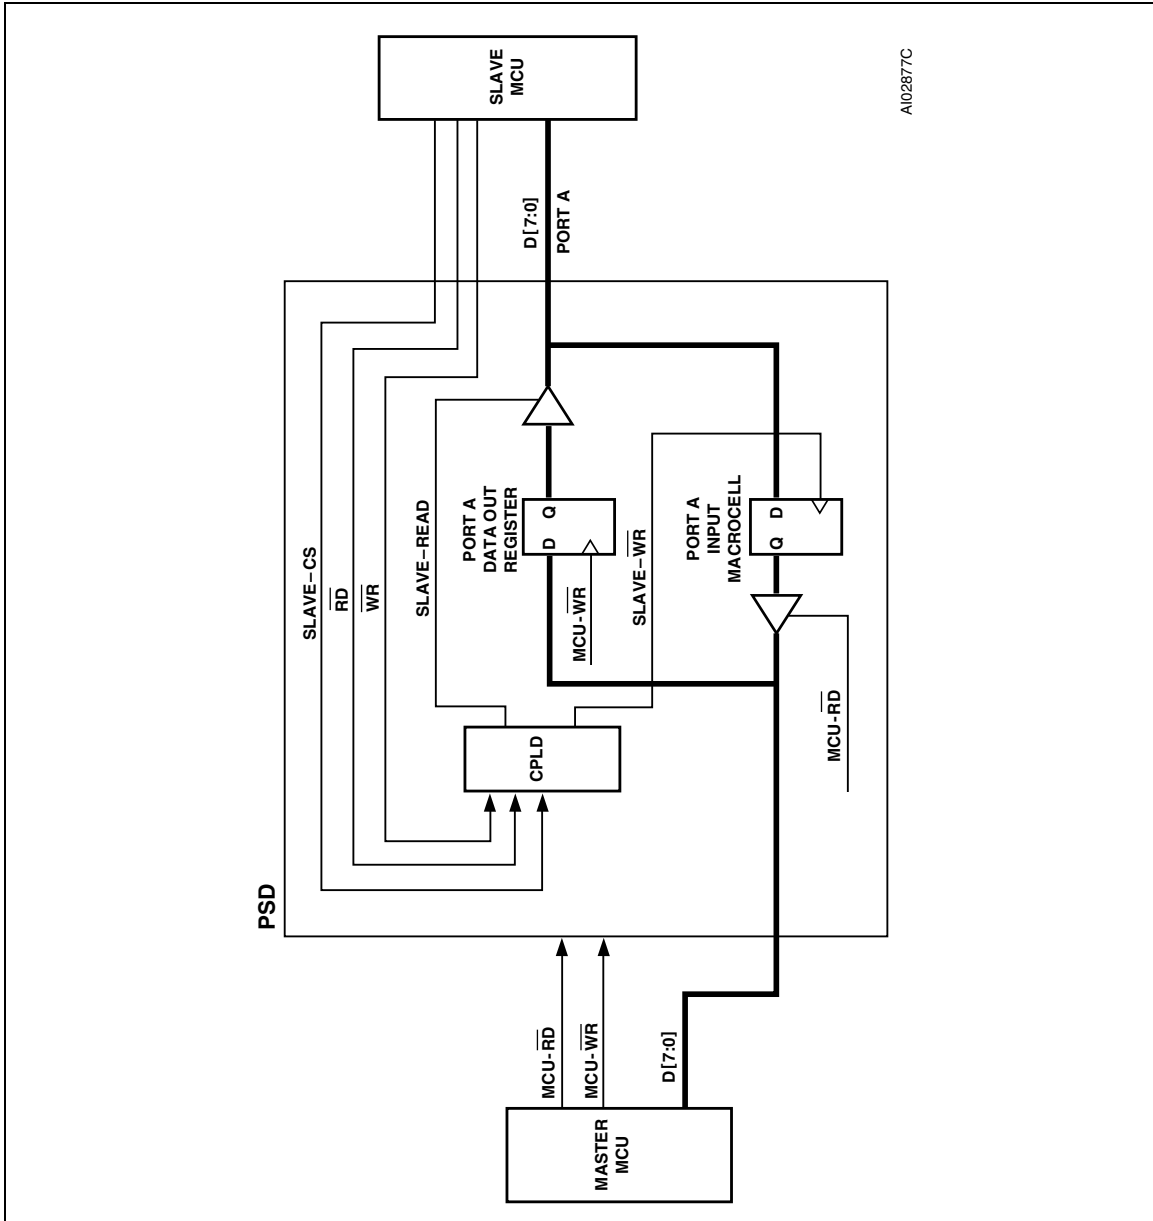 SLAVE
MCU
AI02877C
D[7:0]
PORT A
SLAVE–CS
RD
WR
SLAVE–READ
PORT A
DATA OUT
REGISTER
D Q
MCU-WR
SLAVE–WR
PORT A
INPUT
MACROCELL
Q D
MCU-RD
CPLD
PSD
MCU-RD
MCU-WR
D[7:0]
MASTER
MCU